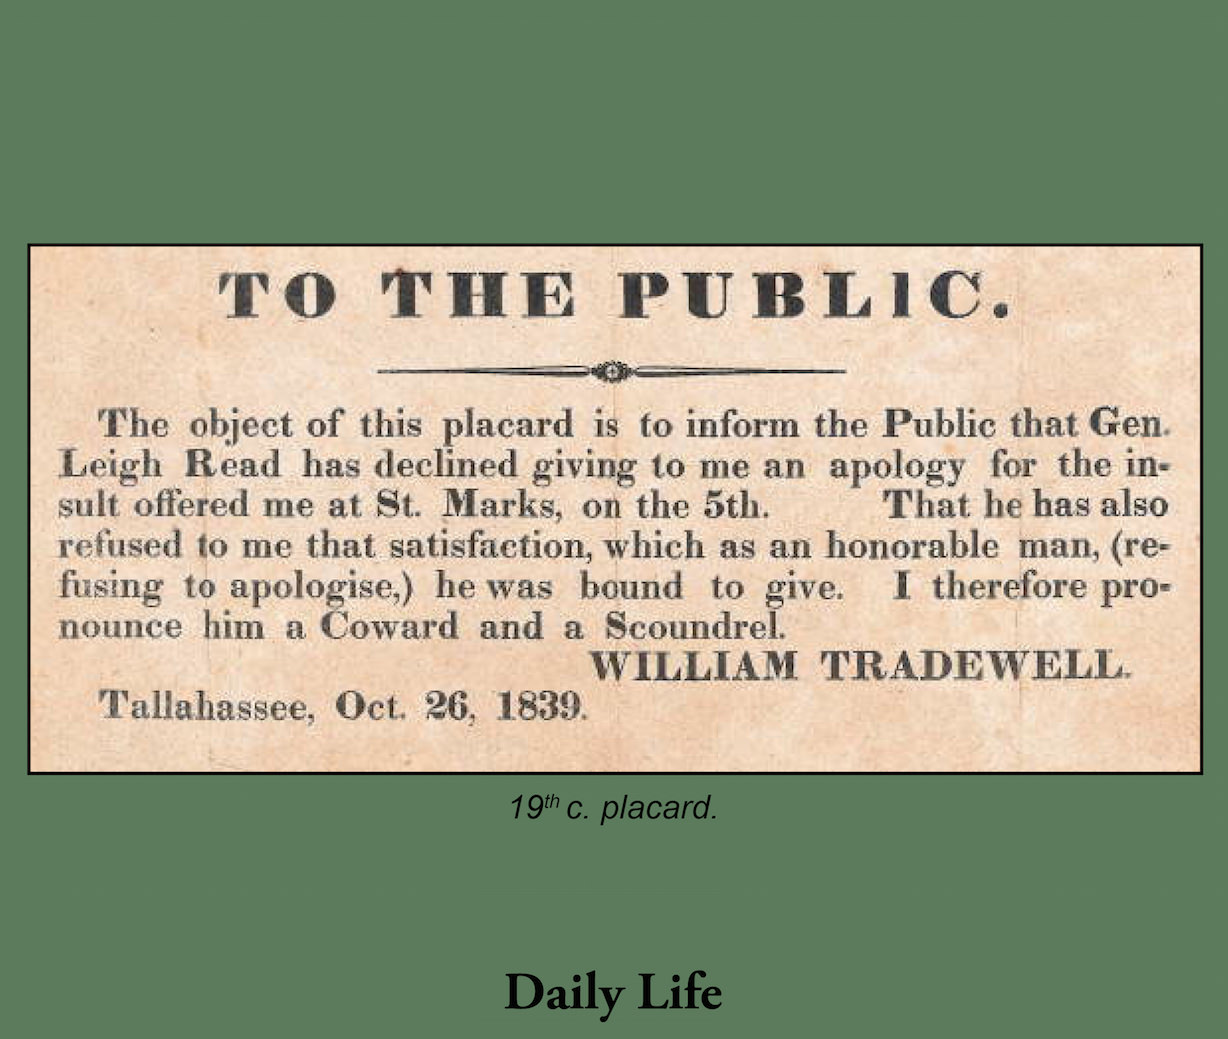 TO THE PUBLIC.
The object of this placard is to inform the Public that Gen.
Leigh Read has declined giving to me an apology for the in-
sult offered me at St. Marks, on the 5th. That he has also
refused to me that satisfaction, which as an honorable man, (re-
fusing to apologise,) he was bound to give. I therefore pro-
nounce him a Coward and a Scoundrel.
WILLIAM TRADEWELL.
Tallahassee, Oct. 26, 1839.
19th c. placard.
Daily Life